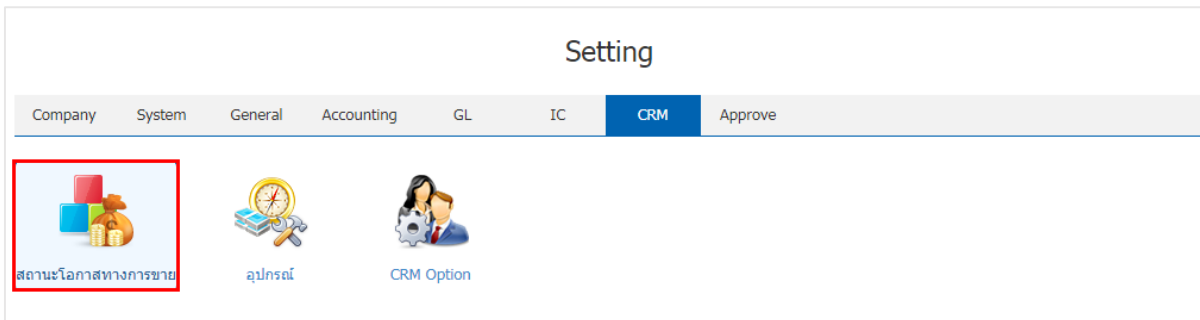 Setting
Company System General Accounting GL IC CRM Approve
สถานะโอกาสทางการขาย อุปกรณ์ CRM Option